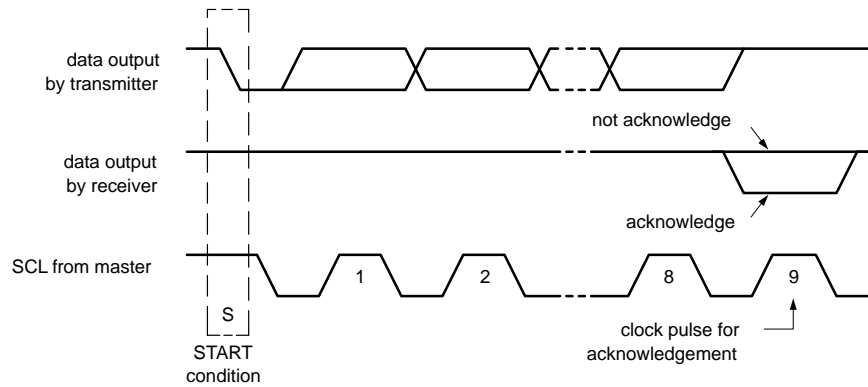 data output
by transmitter
not acknowledge
data output
by receiver
acknowledge
SCL from master
1
2
8
9
S
START
condition
clock pulse for
acknowledgement